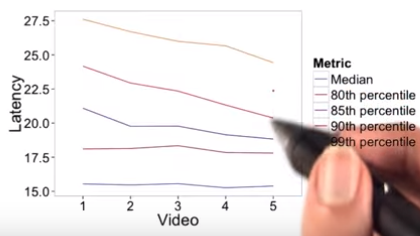 27.5
25.0
22.5
20.0
17.5
15.0
Latency
1 2 3 4 5
Video
Metric
Median
80th percentile
85th percentile
90th percentile
99th percentile